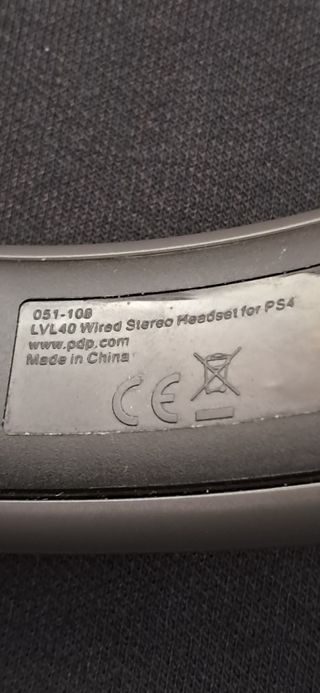 051-108
LVL40 Wired Stereo Headset for PS4
www.pdp.com
Made in China
CE